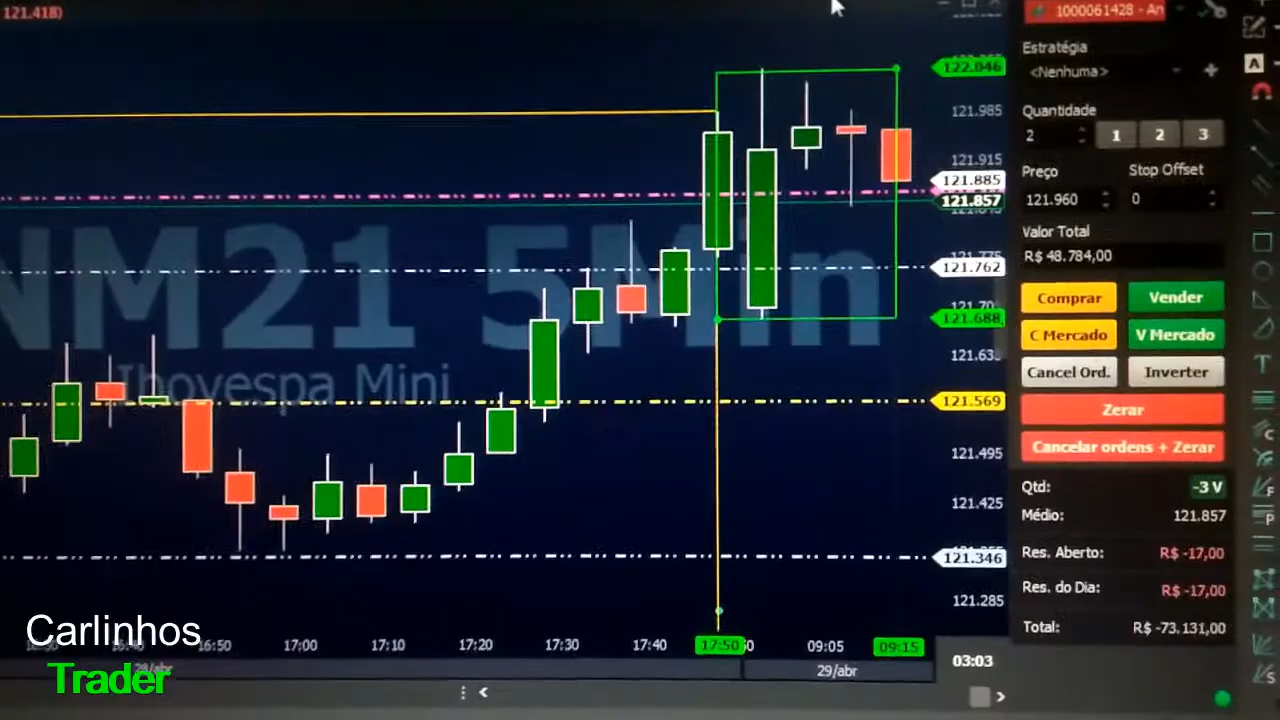 121.418)
1000061428 - An
Estratégia
<Nenhuma>
Quantidade
2
1
2
3
Preço
Stop Offset
121.960
0
Valor Total
R$ 48.784,00
Comprar
Vender
C Mercado
V Mercado
Cancel Ord.
Inverter
Zerar
Cancelar ordens + Zerar
Qtd:
-3 V
Médio:
121.857
Res. Aberto:
R$ -17,00
Res. do Dia:
R$ -17,00
Total:
R$ -73.131,00
122.046
121.985
121.915
121.885
121.857
121.762
121.688
121.635
121.569
121.495
121.425
121.346
121.285
NM21 5Min
Ibovespa Mini
Carlinhos
Trader
16:50
17:00
17:10
17:20
17:30
17:40
17:50
09:05
09:15
29/abr
03:03